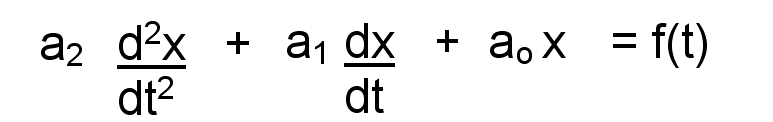 a₂ d²x/dt² + a₁ dx/dt + aₒ x = f(t)